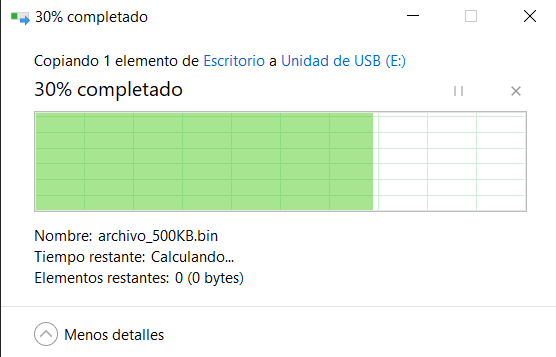 30% completado
Copiando 1 elemento de Escritorio a Unidad de USB (E:)
30% completado
Nombre: archivo_500KB.bin
Tiempo restante: Calculando...
Elementos restantes: 0 (0 bytes)
Menos detalles